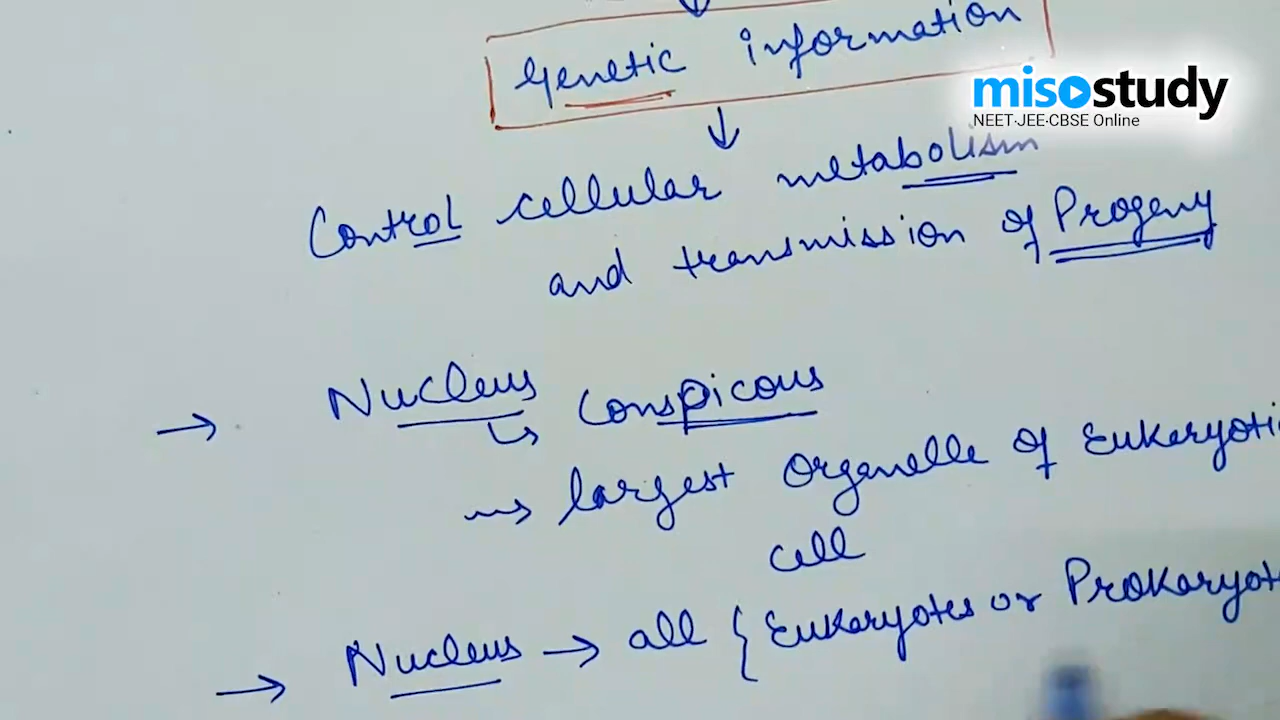 Genetic information
misostudy
NEET·JEE·CBSE Online
↓
Control cellular metabolism
and transmission of Progeny
→ Nucleus
↳ Conspicous
⇝ largest organelle of Eukaryoti
cell
→ Nucleus → all { Eukaryotes or Prokaryot